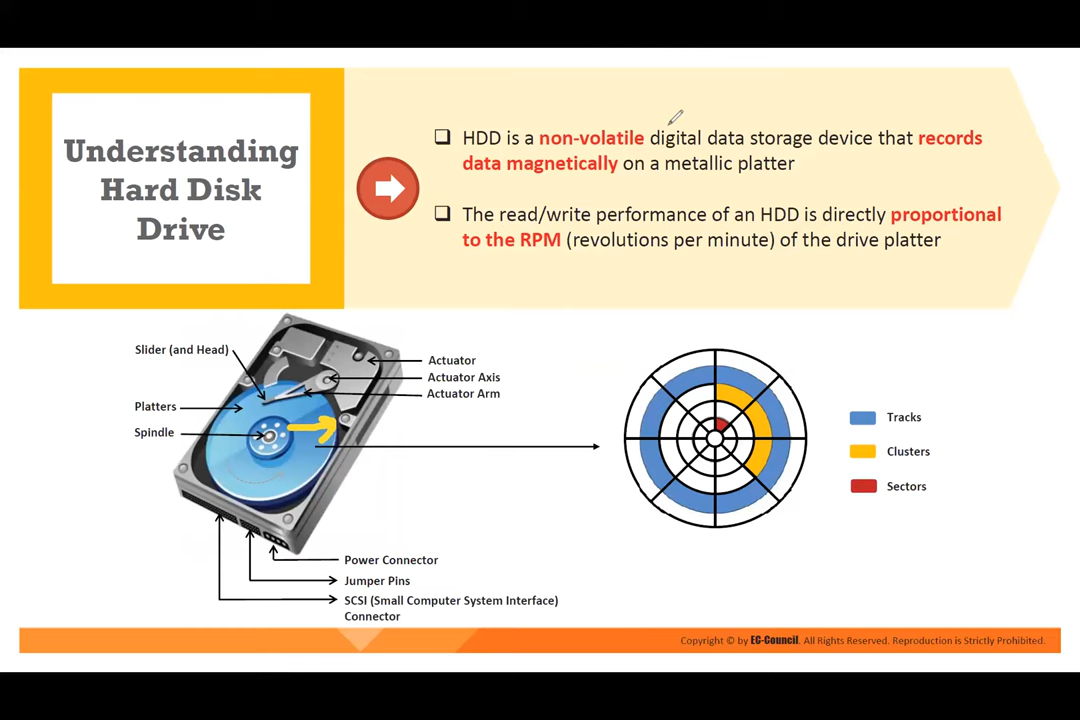 Understanding
Hard Disk
Drive
HDD is a non-volatile digital data storage device that records
data magnetically on a metallic platter
The read/write performance of an HDD is directly proportional
to the RPM (revolutions per minute) of the drive platter
Slider (and Head)
Platters
Spindle
Actuator
Actuator Axis
Actuator Arm
Power Connector
Jumper Pins
SCSI (Small Computer System Interface)
Connector
Tracks
Clusters
Sectors
Copyright © by EC-Council. All Rights Reserved. Reproduction is Strictly Prohibited.